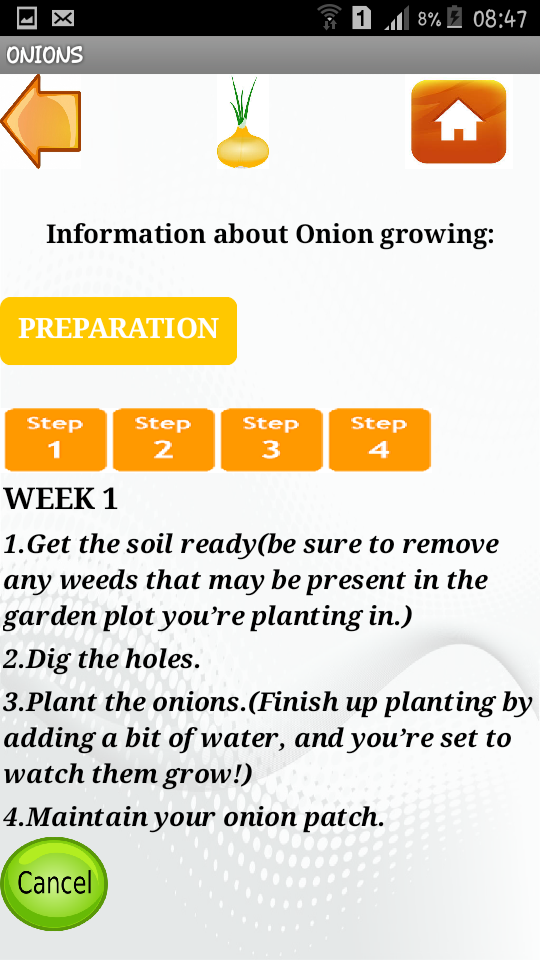 1 8% 08:47
ONIONS
Information about Onion growing:
PREPARATION
Step Step Step Step
1 2 3 4
WEEK 1
1.Get the soil ready(be sure to remove
any weeds that may be present in the
garden plot you’re planting in.)
2.Dig the holes.
3.Plant the onions.(Finish up planting by
adding a bit of water, and you’re set to
watch them grow!)
4.Maintain your onion patch.
Cancel